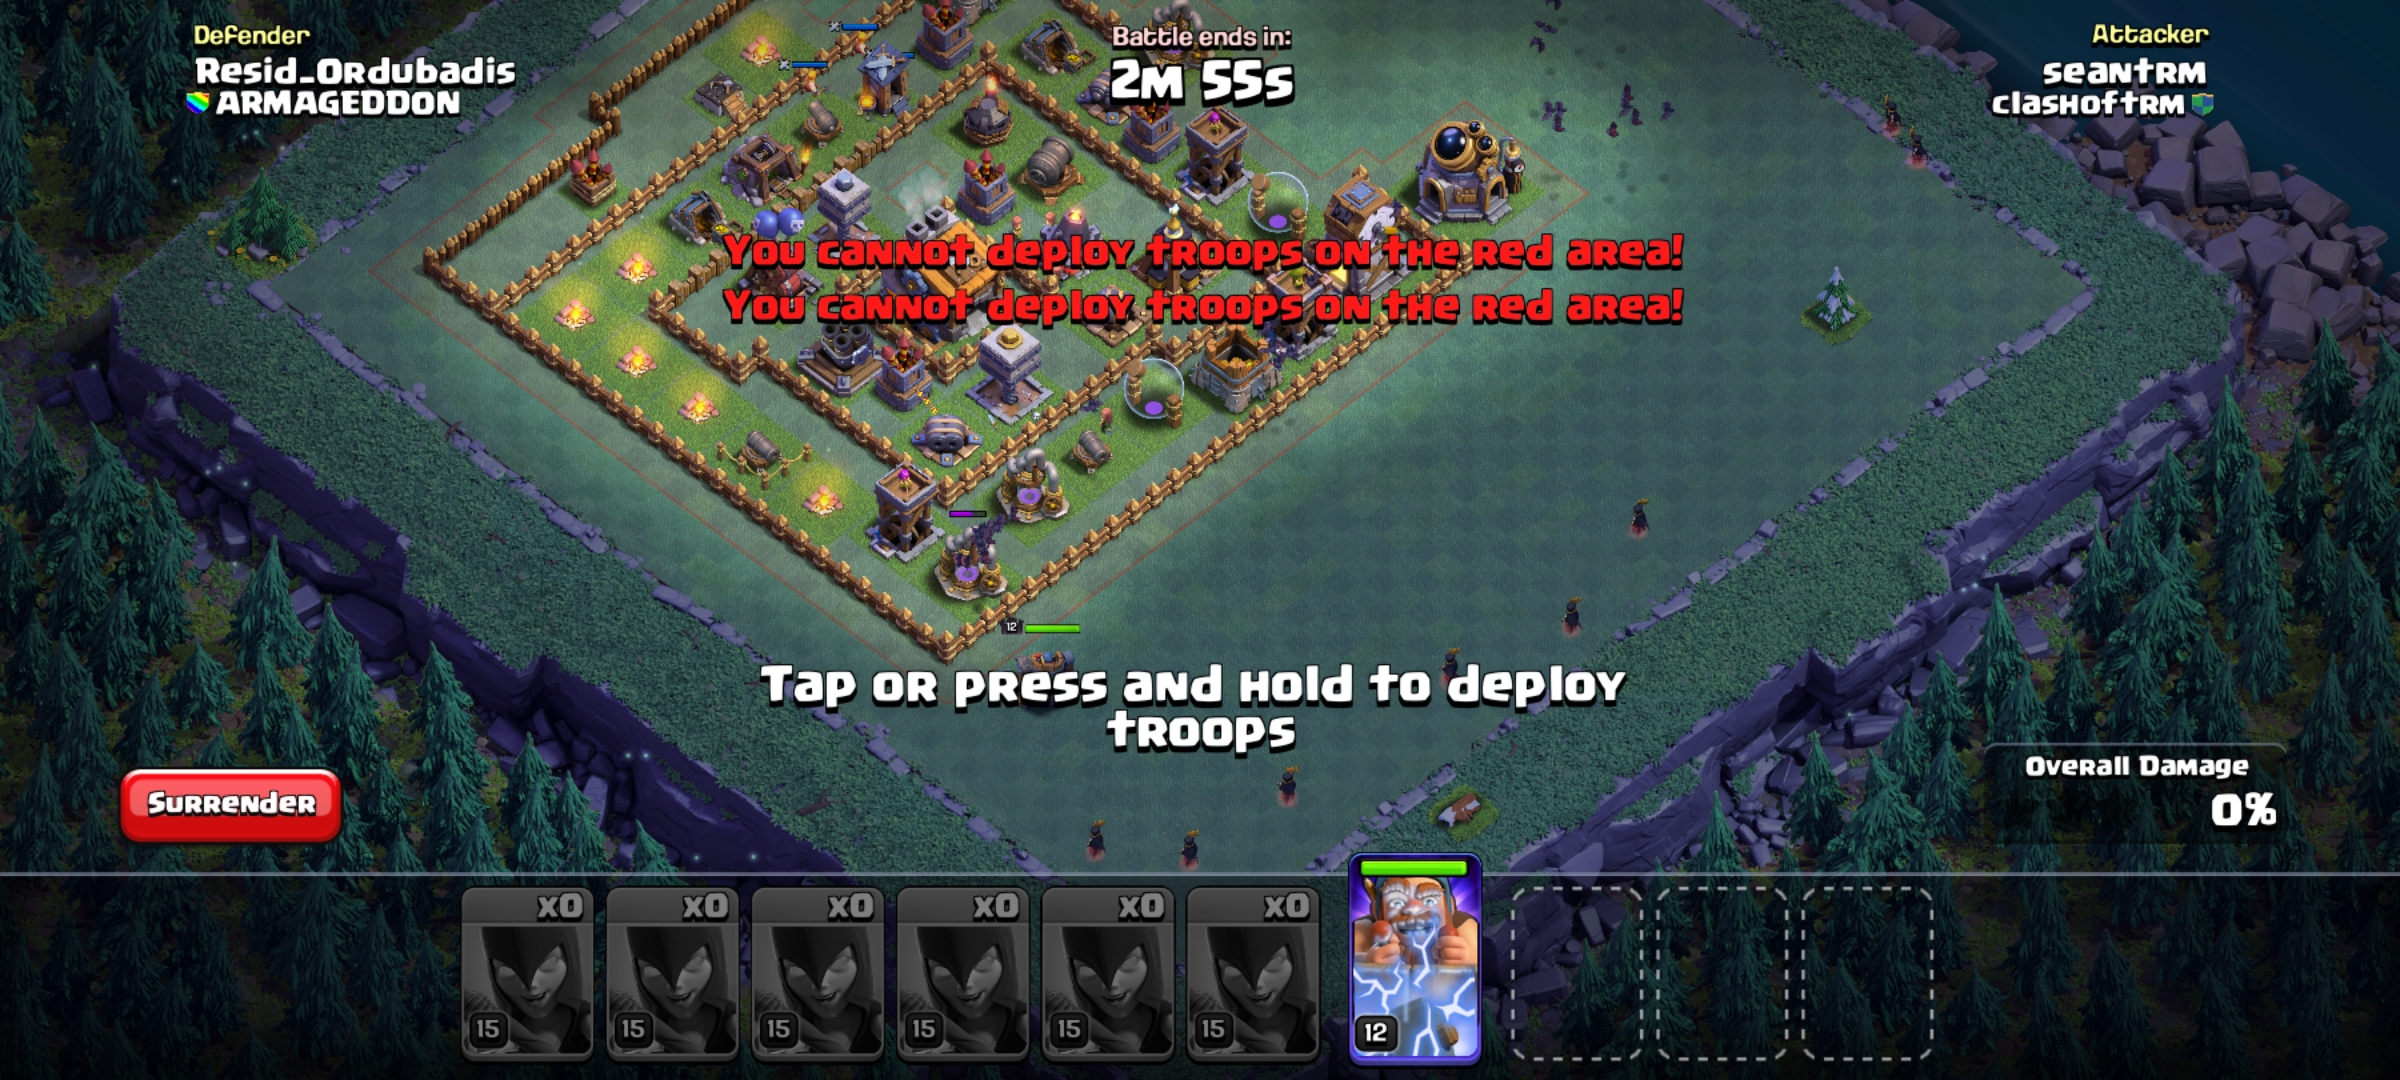 Defender
Resid_Ordubadis
ARMAGEDDON
Battle ends in:
2M 55s
Attacker
seantRM
clashoftRM
You cannot deploy troops on the red area!
You cannot deploy troops on the red area!
12
Tap or press and hold to deploy
troops
Surrender
Overall Damage
0%
x0
x0
x0
x0
x0
x0
15
15
15
15
15
15
12